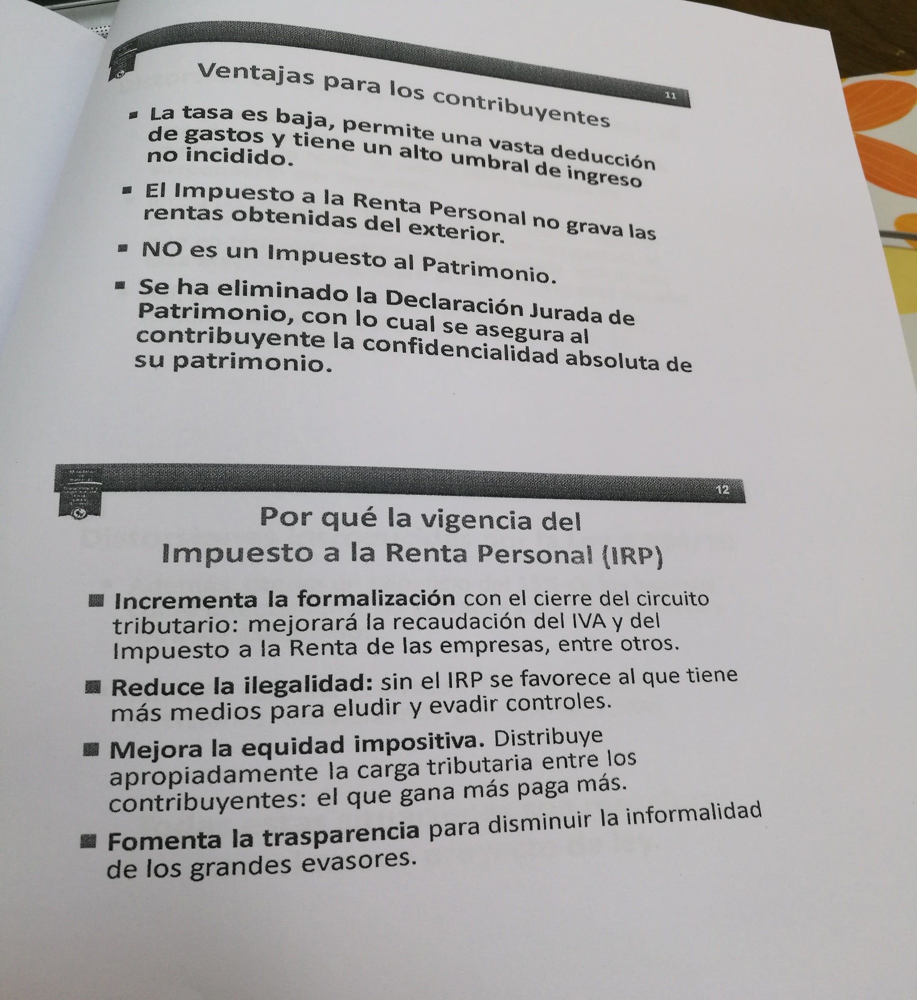 11
Ventajas para los contribuyentes
▪ La tasa es baja, permite una vasta deducción
de gastos y tiene un alto umbral de ingreso
no incidido.
▪ El Impuesto a la Renta Personal no grava las
rentas obtenidas del exterior.
▪ NO es un Impuesto al Patrimonio.
▪ Se ha eliminado la Declaración Jurada de
Patrimonio, con lo cual se asegura al
contribuyente la confidencialidad absoluta de
su patrimonio.
12
Por qué la vigencia del
Impuesto a la Renta Personal (IRP)
■ Incrementa la formalización con el cierre del circuito
tributario: mejorará la recaudación del IVA y del
Impuesto a la Renta de las empresas, entre otros.
■ Reduce la ilegalidad: sin el IRP se favorece al que tiene
más medios para eludir y evadir controles.
■ Mejora la equidad impositiva. Distribuye
apropiadamente la carga tributaria entre los
contribuyentes: el que gana más paga más.
■ Fomenta la trasparencia para disminuir la informalidad
de los grandes evasores.